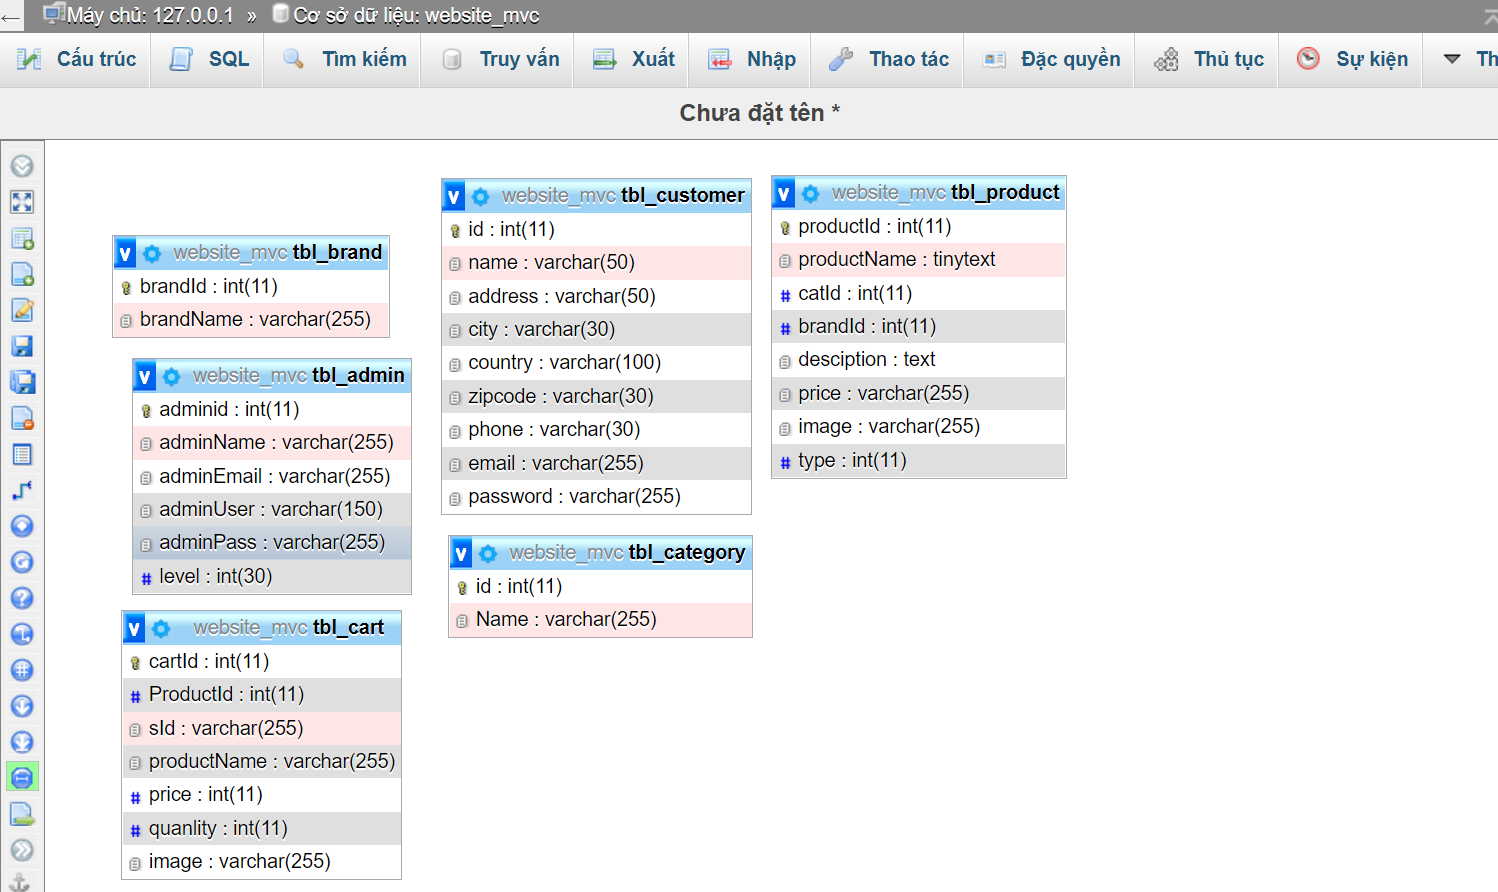 Máy chủ: 127.0.0.1 » Cơ sở dữ liệu: website_mvc
Cấu trúc SQL Tìm kiếm Truy vấn Xuất Nhập Thao tác Đặc quyền Thủ tục Sự kiện Th
Chưa đặt tên *
v website_mvc tbl_brand
brandId : int(11)
brandName : varchar(255)
v website_mvc tbl_admin
adminid : int(11)
adminName : varchar(255)
adminEmail : varchar(255)
adminUser : varchar(150)
adminPass : varchar(255)
# level : int(30)
v website_mvc tbl_cart
cartId : int(11)
# ProductId : int(11)
sId : varchar(255)
productName : varchar(255)
# price : int(11)
# quanlity : int(11)
image : varchar(255)
v website_mvc tbl_customer
id : int(11)
name : varchar(50)
address : varchar(50)
city : varchar(30)
country : varchar(100)
zipcode : varchar(30)
phone : varchar(30)
email : varchar(255)
password : varchar(255)
v website_mvc tbl_category
id : int(11)
Name : varchar(255)
v website_mvc tbl_product
productId : int(11)
productName : tinytext
# catId : int(11)
# brandId : int(11)
desciption : text
price : varchar(255)
image : varchar(255)
# type : int(11)